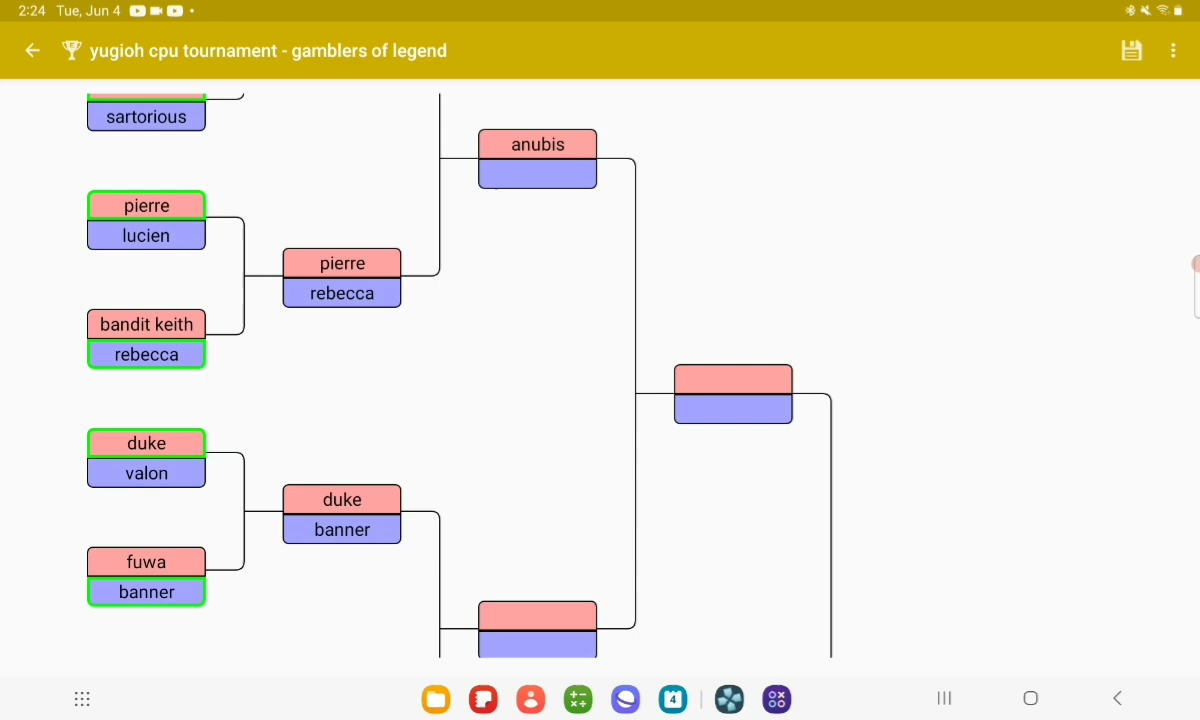 2:24 Tue, Jun 4
yugioh cpu tournament - gamblers of legend
sartorious
anubis
pierre
lucien
pierre
rebecca
bandit keith
rebecca
duke
valon
duke
banner
fuwa
banner
4